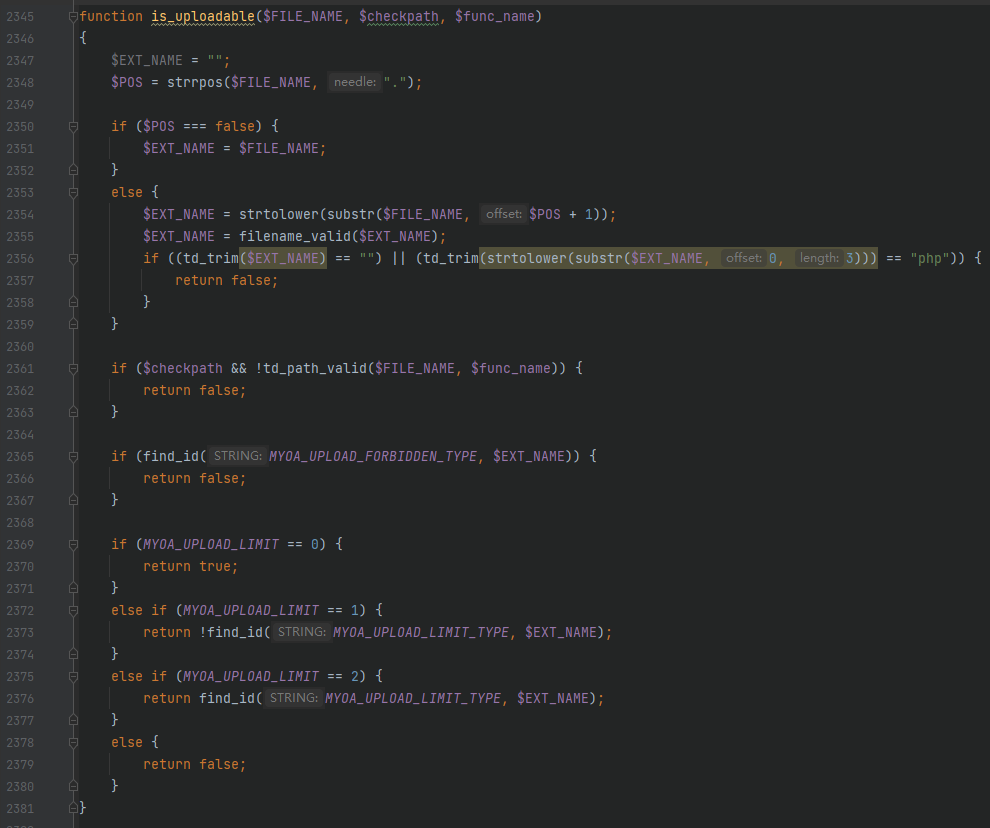 2345 function is_uploadable($FILE_NAME, $checkpath, $func_name)
2346 {
2347     $EXT_NAME = "";
2348     $POS = strrpos($FILE_NAME, needle: ".");
2349
2350     if ($POS === false) {
2351         $EXT_NAME = $FILE_NAME;
2352     }
2353     else {
2354         $EXT_NAME = strtolower(substr($FILE_NAME, offset: $POS + 1));
2355         $EXT_NAME = filename_valid($EXT_NAME);
2356         if ((td_trim($EXT_NAME) == "") || (td_trim(strtolower(substr($EXT_NAME, offset: 0, length: 3))) == "php")) {
2357             return false;
2358         }
2359     }
2360
2361     if ($checkpath && !td_path_valid($FILE_NAME, $func_name)) {
2362         return false;
2363     }
2364
2365     if (find_id( STRING: MYOA_UPLOAD_FORBIDDEN_TYPE, $EXT_NAME)) {
2366         return false;
2367     }
2368
2369     if (MYOA_UPLOAD_LIMIT == 0) {
2370         return true;
2371     }
2372     else if (MYOA_UPLOAD_LIMIT == 1) {
2373         return !find_id( STRING: MYOA_UPLOAD_LIMIT_TYPE, $EXT_NAME);
2374     }
2375     else if (MYOA_UPLOAD_LIMIT == 2) {
2376         return find_id( STRING: MYOA_UPLOAD_LIMIT_TYPE, $EXT_NAME);
2377     }
2378     else {
2379         return false;
2380     }
2381 }